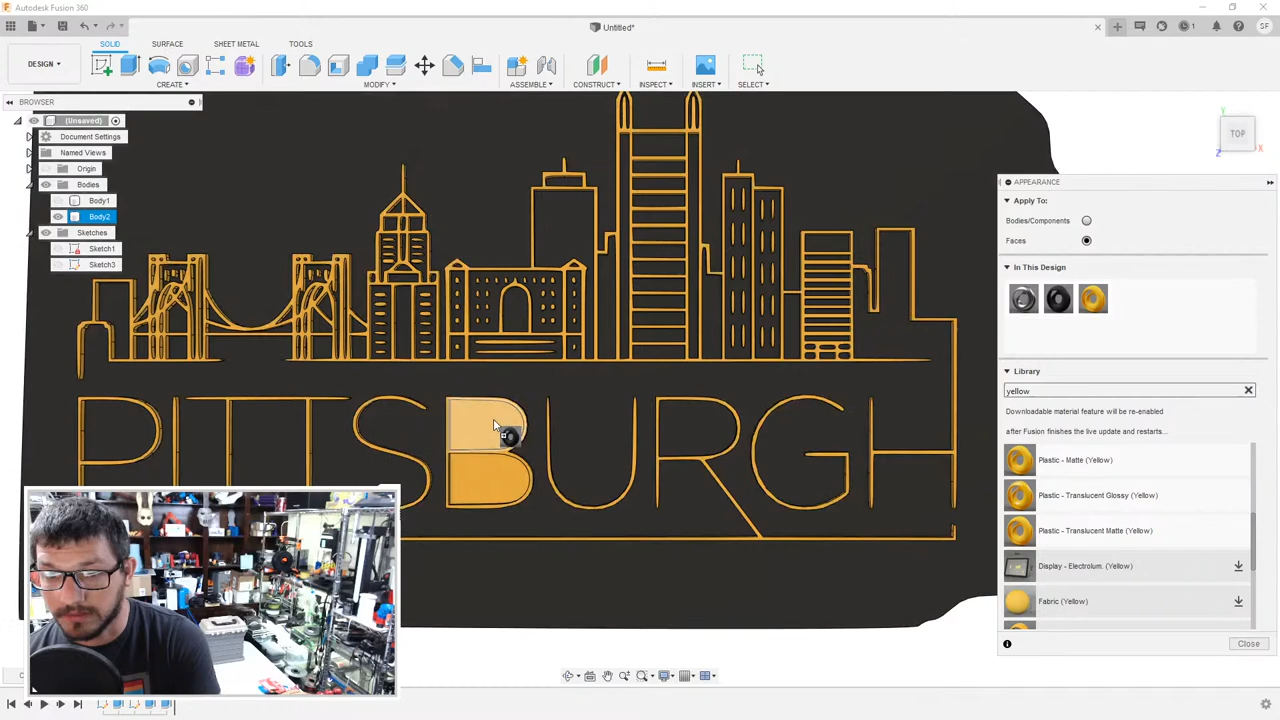 Autodesk Fusion 360
Untitled*
SF
1
DESIGN
SOLID
SURFACE
SHEET METAL
TOOLS
CREATE
MODIFY
ASSEMBLE
CONSTRUCT
INSPECT
INSERT
SELECT
BROWSER
(Unsaved)
Document Settings
Named Views
Origin
Bodies
Body1
Body2
Sketches
Sketch1
Sketch3
TOP
Y
X
Z
PITTSBURGH
APPEARANCE
Apply To:
Bodies/Components
Faces
In This Design
Library
yellow
Downloadable material feature will be re-enabled
after Fusion finishes the live update and restarts...
Plastic - Matte (Yellow)
Plastic - Translucent Glossy (Yellow)
Plastic - Translucent Matte (Yellow)
Display - Electrolum. (Yellow)
Fabric (Yellow)
Close